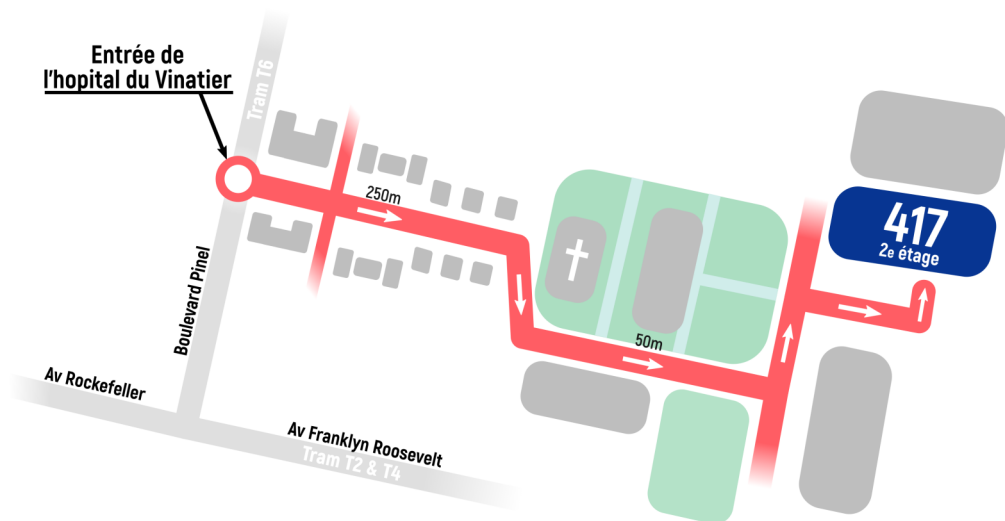 Entrée de
l'hopital du Vinatier
Tram T6
250m
417
2e étage
Boulevard Pinel
50m
Av Rockefeller
Av Franklyn Roosevelt
Tram T2 & T4